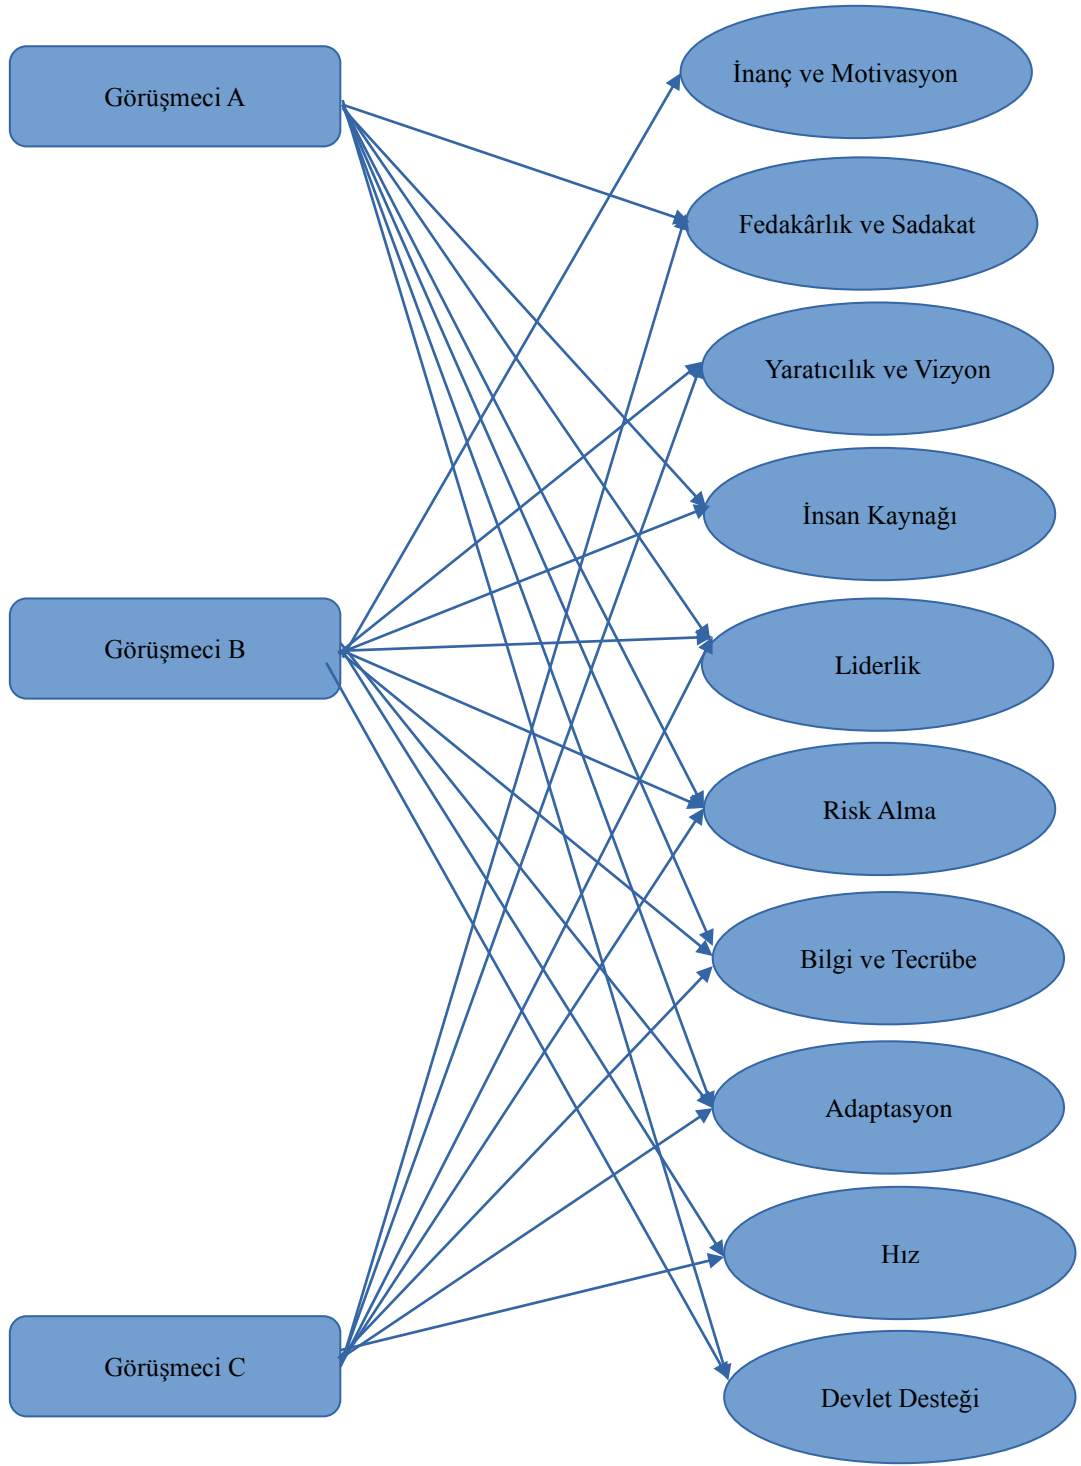 Görüşmeci A
İnanç ve Motivasyon
Fedakârlık ve Sadakat
Yaratıcılık ve Vizyon
İnsan Kaynağı
Görüşmeci B
Liderlik
Risk Alma
Bilgi ve Tecrübe
Adaptasyon
Hız
Görüşmeci C
Devlet Desteği